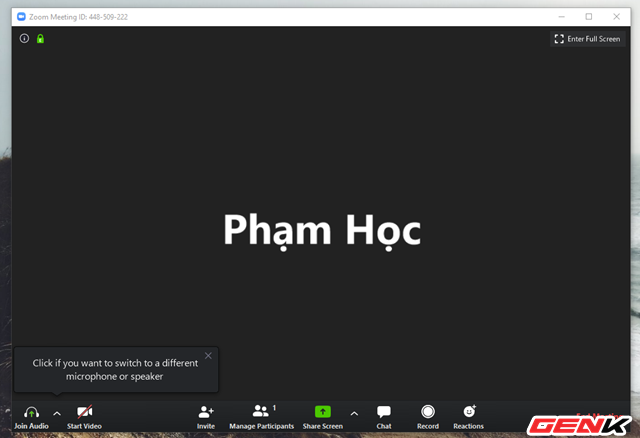 Zoom Meeting ID: 448-509-222
Enter Full Screen
Phạm Học
Click if you want to switch to a different
microphone or speaker
Join Audio
Start Video
Invite
1
Manage Participants
Share Screen
Chat
Record
Reactions
GENK